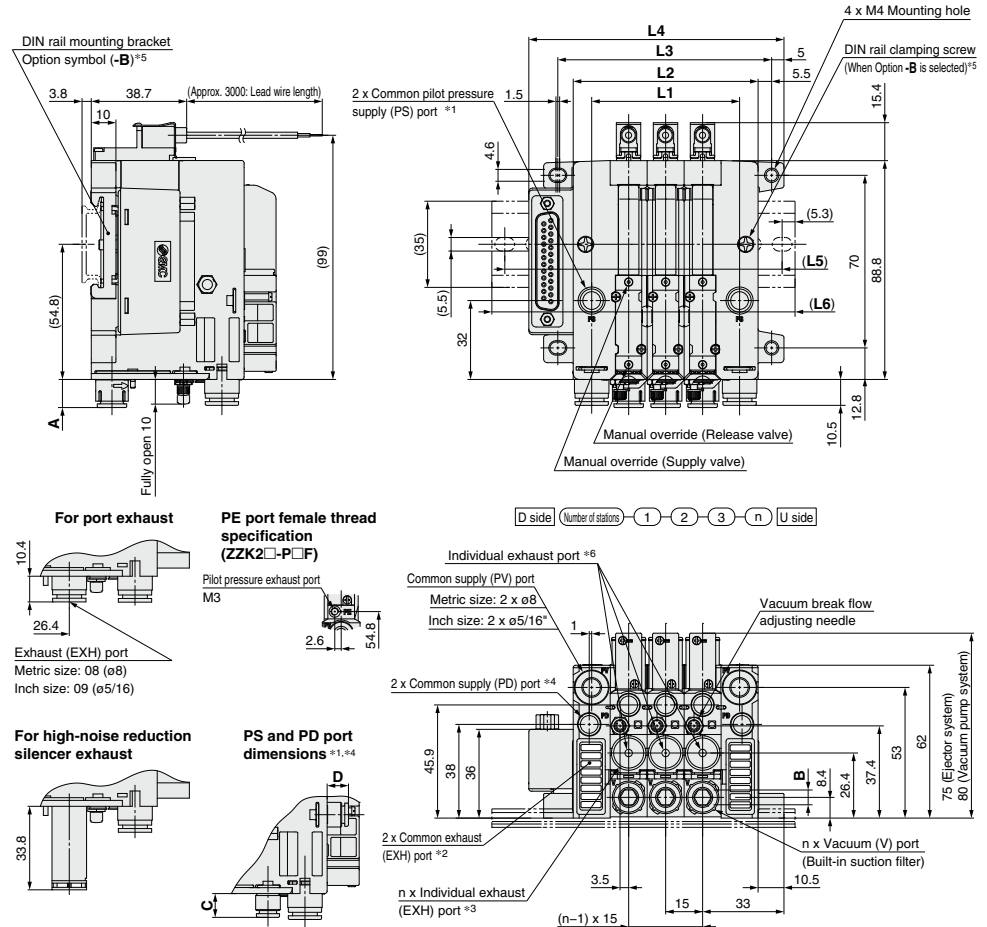 4 x M4 Mounting hole
DIN rail mounting bracket
Option symbol (-B)*5
3.8
38.7
(Approx. 3000: Lead wire length)
10
(54.8)
(99)
A
Fully open 10
SMC
L4
L3
5
L2
5.5
L1
1.5
DIN rail clamping screw
(When Option -B is selected)*5
2 x Common pilot pressure
supply (PS) port *1
15.4
4.6
(5.3)
(35)
(L5)
(5.5)
(L6)
32
70
88.8
PS
PS
12.8
10.5
Manual override (Release valve)
Manual override (Supply valve)
For port exhaust
10.4
26.4
Exhaust (EXH) port
Metric size: 08 (ø8)
Inch size: 09 (ø5/16)
PE port female thread
specification
(ZZK2□-P□F)
Pilot pressure exhaust port
M3
PE
2.6
54.8
D side
Number of stations
1
2
3
n
U side
Individual exhaust port *6
Common supply (PV) port
Metric size: 2 x ø8
Inch size: 2 x ø5/16"
1
Vacuum break flow
adjusting needle
2 x Common supply (PD) port *4
PV
PD
PD
45.9
38
36
B
8.4
26.4
37.4
53
62
75 (Ejector system)
80 (Vacuum pump system)
2 x Common exhaust
(EXH) port *2
n x Individual exhaust
(EXH) port *3
n x Vacuum (V) port
(Built-in suction filter)
3.5
15
33
10.5
(n−1) x 15
For high-noise reduction
silencer exhaust
33.8
PS and PD port
dimensions *1,*4
D
C